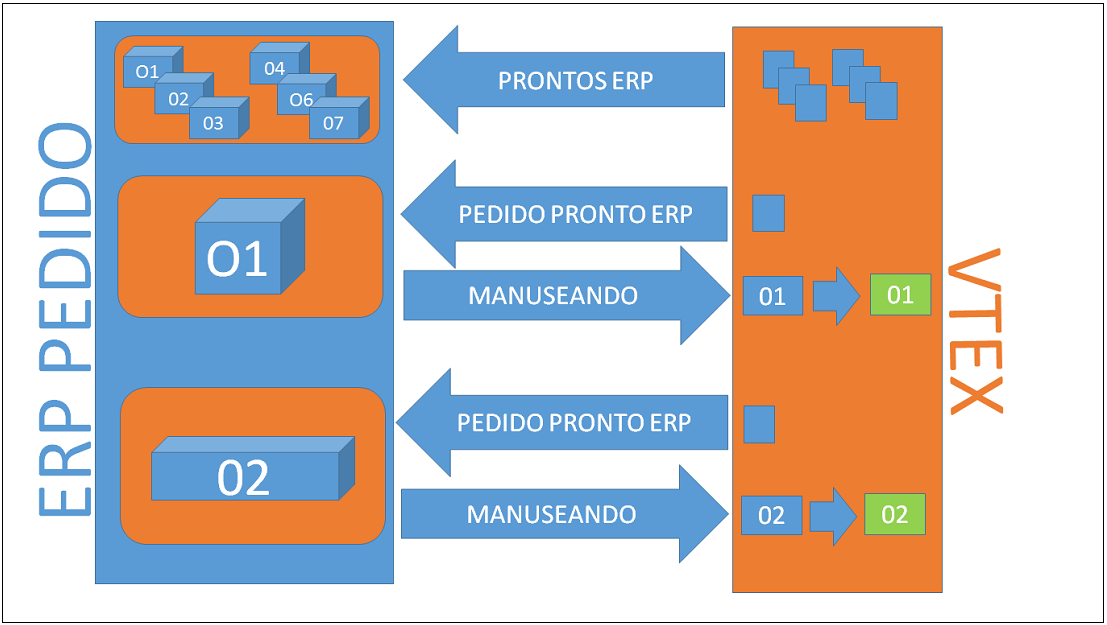 ERP PEDIDO
O1
02
03
04
O6
07
PRONTOS ERP
O1
PEDIDO PRONTO ERP
MANUSEANDO
01
01
02
PEDIDO PRONTO ERP
MANUSEANDO
02
02
VTEX